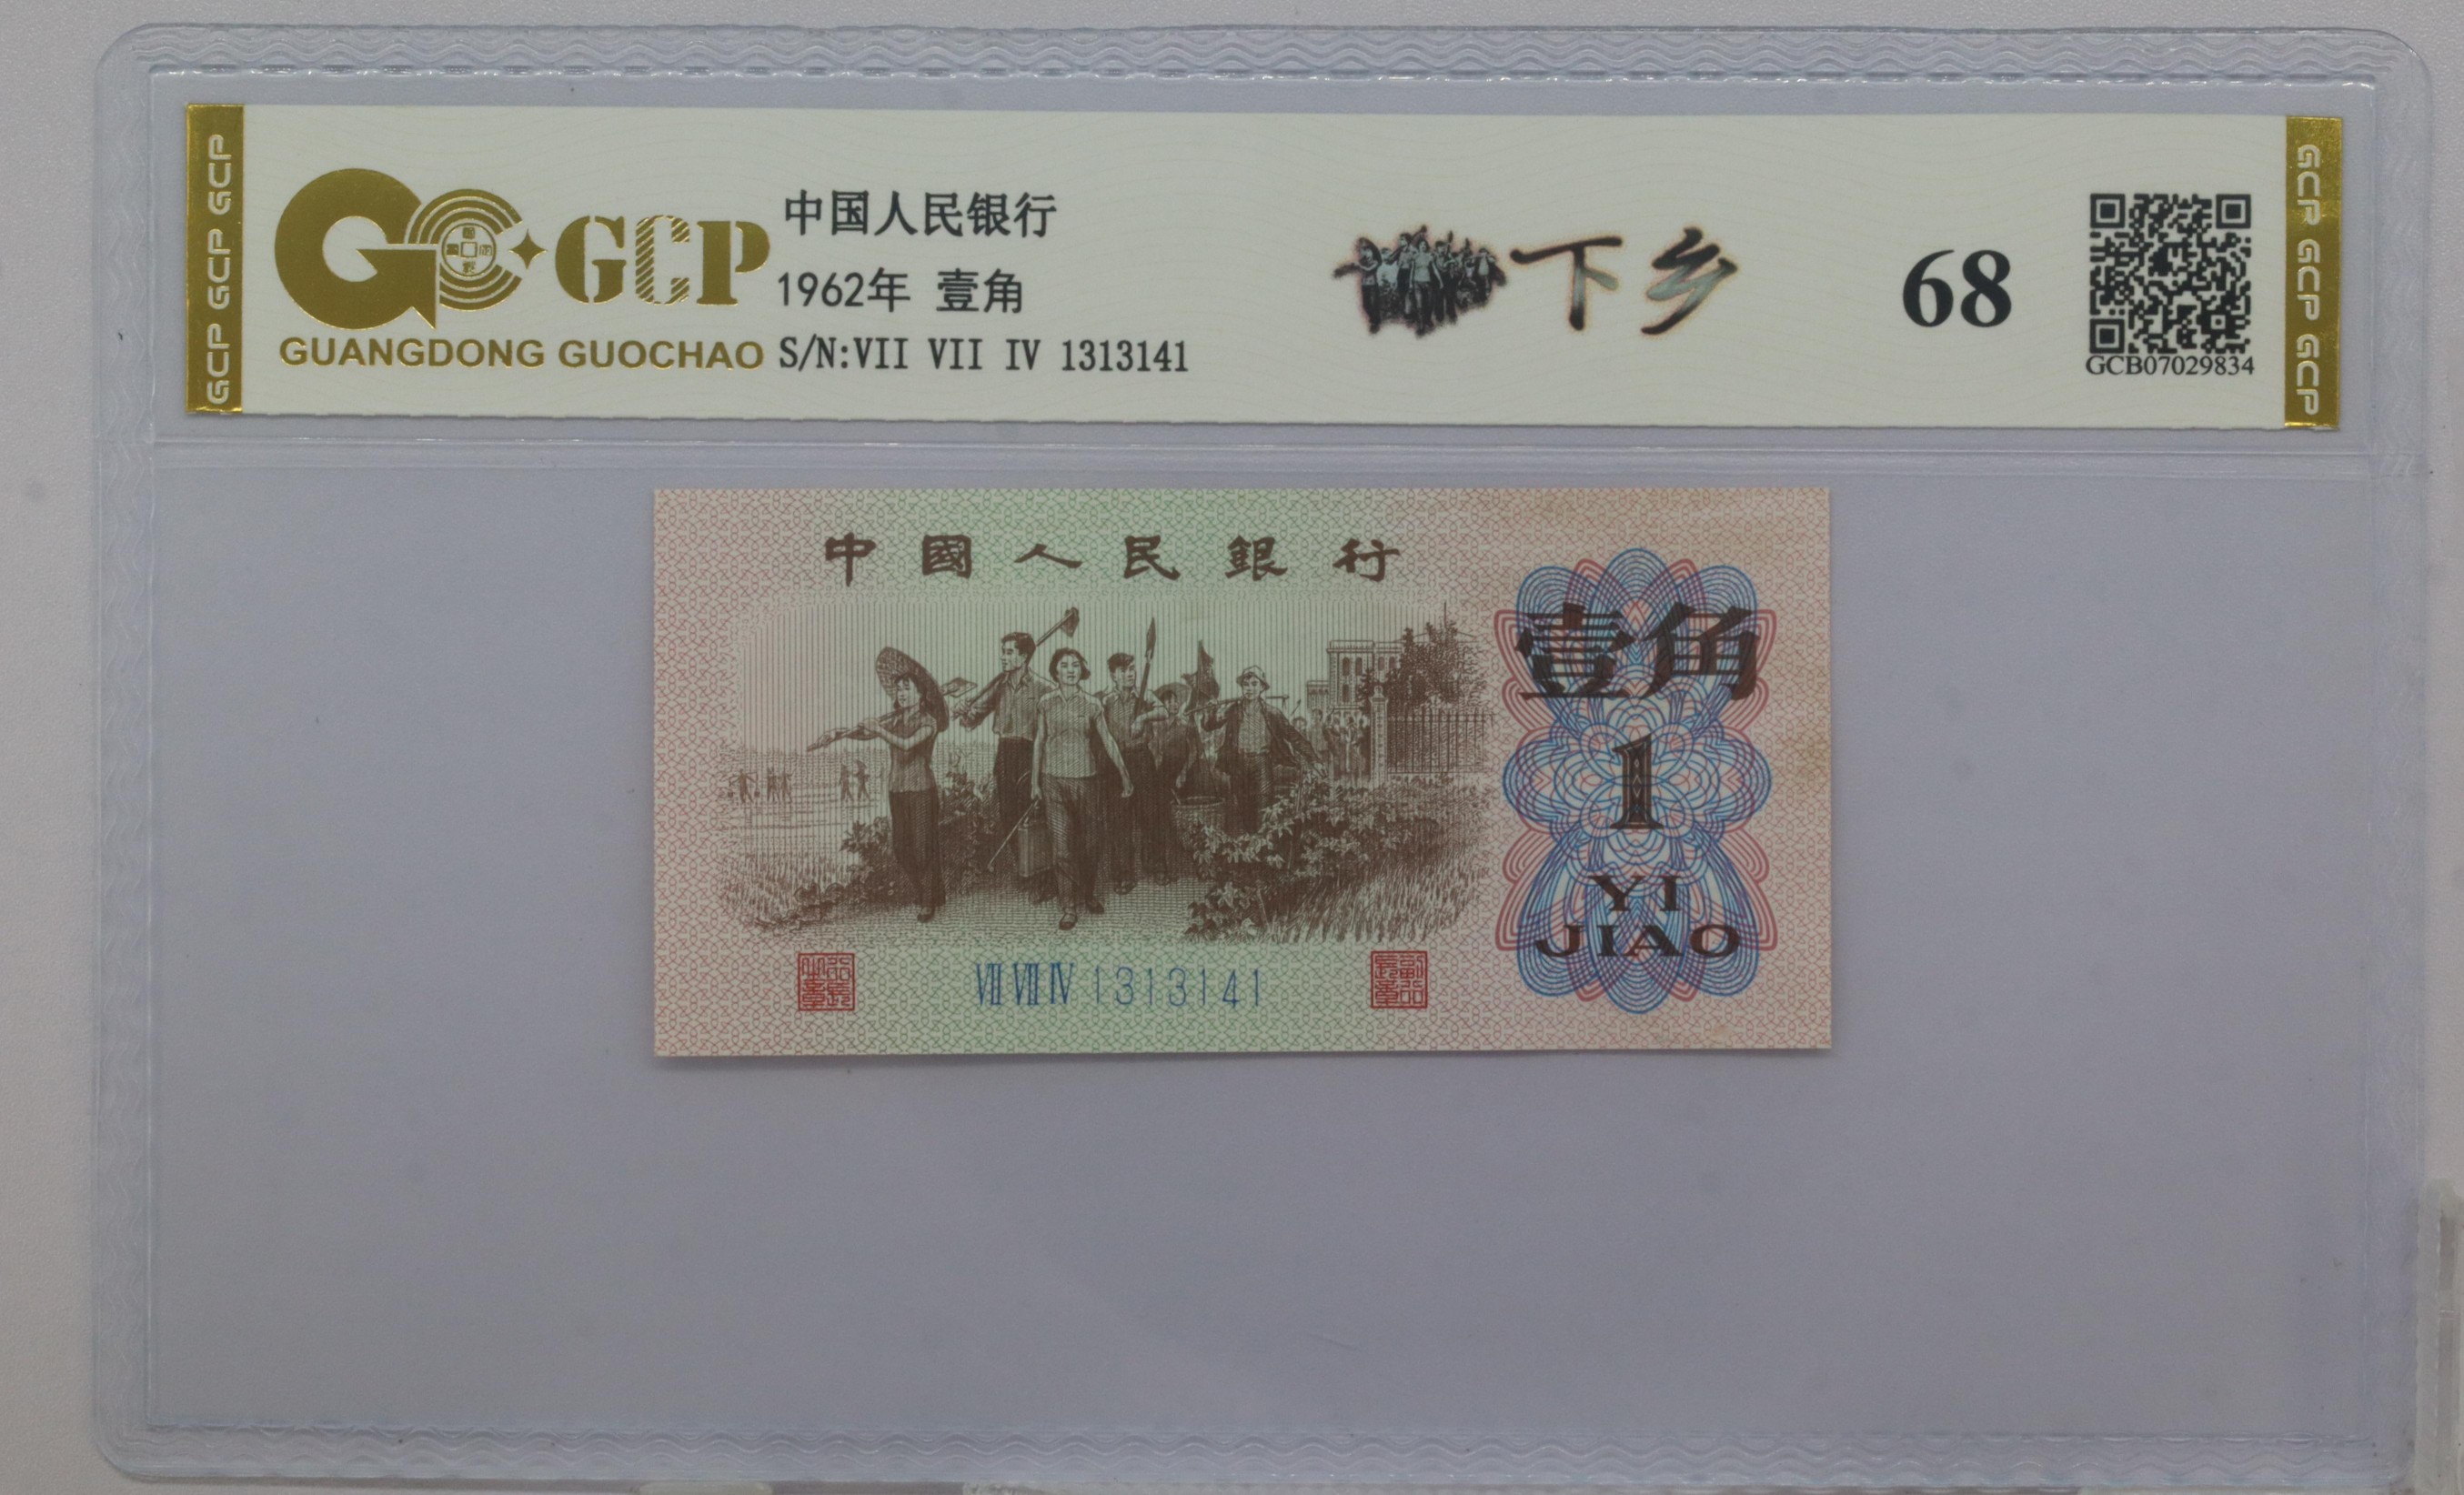 GCP GCP GCP
GCP
GUANGDONG GUOCHAO
中国人民银行
1962年 壹角
S/N:VII VII IV 1313141
下乡
68
GCB07029834
GCP GCP GCP
中國人民銀行
壹角
1
YI
JIAO
VII VII IV 1313141